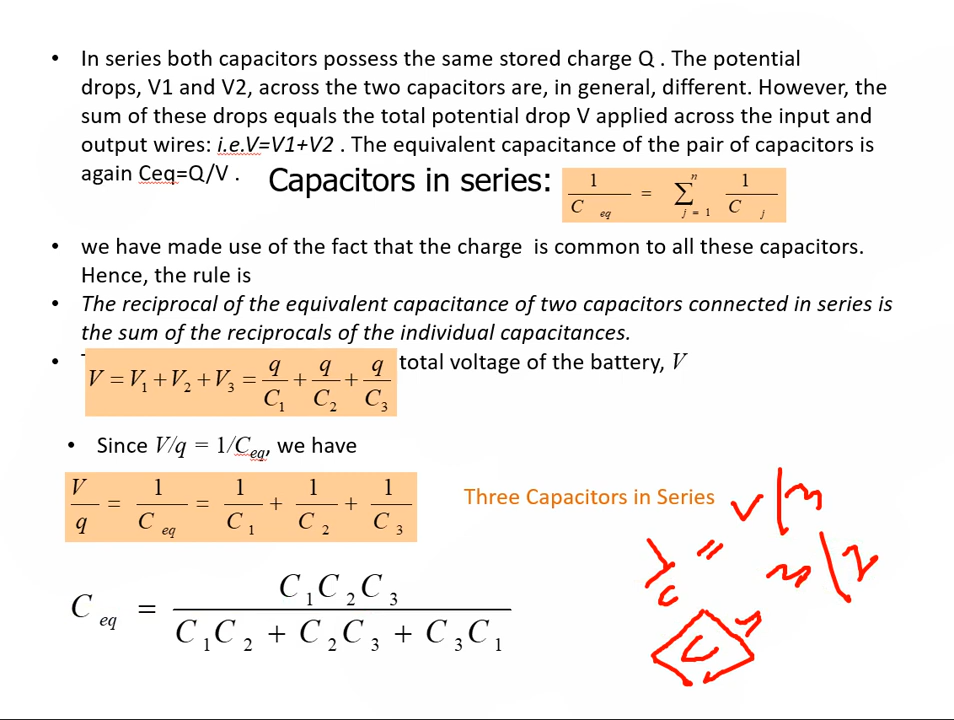 • In series both capacitors possess the same stored charge Q . The potential
drops, V1 and V2, across the two capacitors are, in general, different. However, the
sum of these drops equals the total potential drop V applied across the input and
output wires: i.e.V=V1+V2 . The equivalent capacitance of the pair of capacitors is
again Ceq=Q/V .
Capacitors in series: 1/C_eq = ∑_{j = 1}^{n} 1/C_j
• we have made use of the fact that the charge is common to all these capacitors.
Hence, the rule is
• The reciprocal of the equivalent capacitance of two capacitors connected in series is
the sum of the reciprocals of the individual capacitances.
• total voltage of the battery, V
V = V₁ + V₂ + V₃ = q/C₁ + q/C₂ + q/C₃
• Since V/q = 1/C_eq, we have
V/q = 1/C_eq = 1/C₁ + 1/C₂ + 1/C₃
Three Capacitors in Series
C_eq = C₁C₂C₃ / (C₁C₂ + C₂C₃ + C₃C₁)
1/c =
C